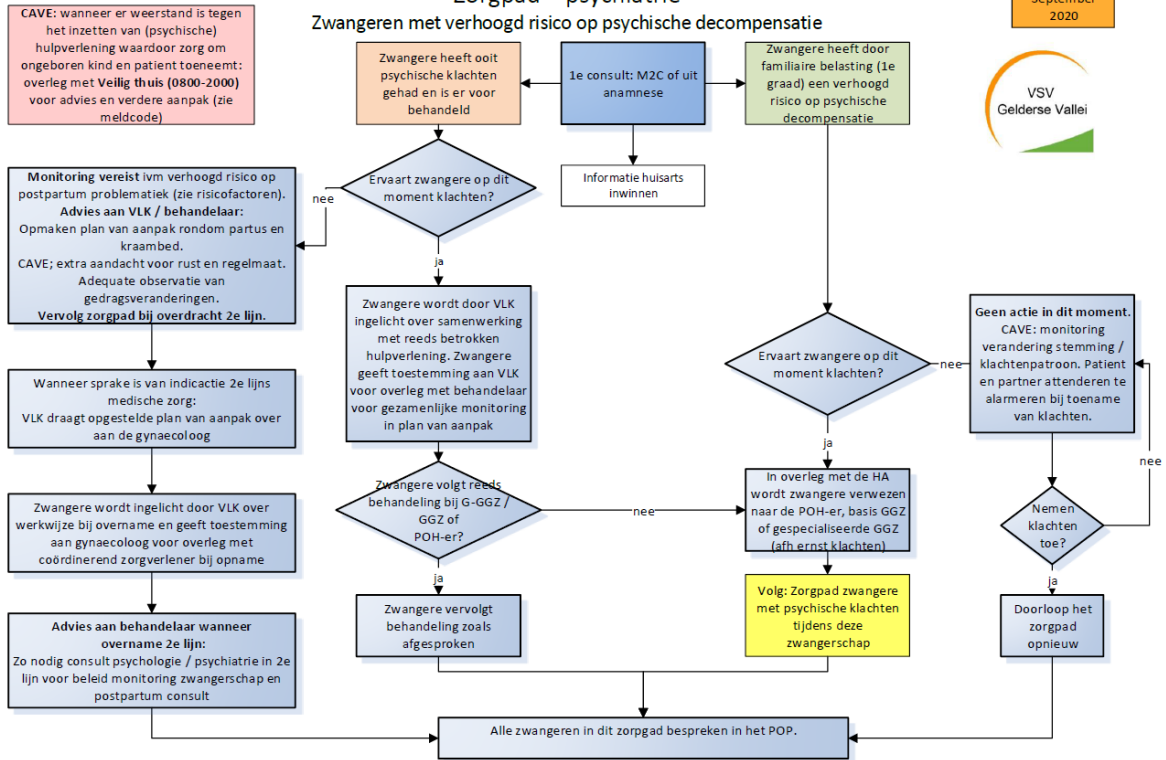 Zorgpad – psychiatrie
Zwangeren met verhoogd risico op psychische decompensatie
September
2020
VSV
Gelderse Vallei
CAVE: wanneer er weerstand is tegen
het inzetten van (psychische)
hulpverlening waardoor zorg om
ongeboren kind en patient toeneemt:
overleg met Veilig thuis (0800-2000)
voor advies en verdere aanpak (zie
meldcode)
Zwangere heeft ooit
psychische klachten
gehad en is er voor
behandeld
1e consult: M2C of uit
anamnese
Zwangere heeft door
familiaire belasting (1e
graad) een verhoogd
risico op psychische
decompensatie
Informatie huisarts
inwinnen
Ervaart zwangere op dit
moment klachten?
nee
ja
Monitoring vereist ivm verhoogd risico op
postpartum problematiek (zie risicofactoren).
Advies aan VLK / behandelaar:
Opmaken plan van aanpak rondom partus en
kraambed.
CAVE; extra aandacht voor rust en regelmaat.
Adequate observatie van
gedragsveranderingen.
Vervolg zorgpad bij overdracht 2e lijn.
Wanneer sprake is van indicactie 2e lijns
medische zorg:
VLK draagt opgestelde plan van aanpak over
aan de gynaecoloog
Zwangere wordt ingelicht door VLK over
werkwijze bij overname en geeft toestemming
aan gynaecoloog voor overleg met
coördinerend zorgverlener bij opname
Advies aan behandelaar wanneer
overname 2e lijn:
Zo nodig consult psychologie / psychiatrie in 2e
lijn voor beleid monitoring zwangerschap en
postpartum consult
Zwangere wordt door VLK
ingelicht over samenwerking
met reeds betrokken
hulpverlening. Zwangere
geeft toestemming aan VLK
voor overleg met behandelaar
voor gezamenlijke monitoring
in plan van aanpak
Zwangere volgt reeds
behandeling bij G-GGZ /
GGZ of
POH-er?
nee
ja
Zwangere vervolgt
behandeling zoals
afgesproken
Ervaart zwangere op dit
moment klachten?
nee
ja
In overleg met de HA
wordt zwangere verwezen
naar de POH-er, basis GGZ
of gespecialiseerde GGZ
(afh ernst klachten)
Volg: Zorgpad zwangere
met psychische klachten
tijdens deze
zwangerschap
Geen actie in dit moment.
CAVE: monitoring
verandering stemming /
klachtenpatroon. Patient
en partner attenderen te
alarmeren bij toename
van klachten.
Nemen
klachten
toe?
nee
ja
Doorloop het
zorgpad
opnieuw
Alle zwangeren in dit zorpgad bespreken in het POP.